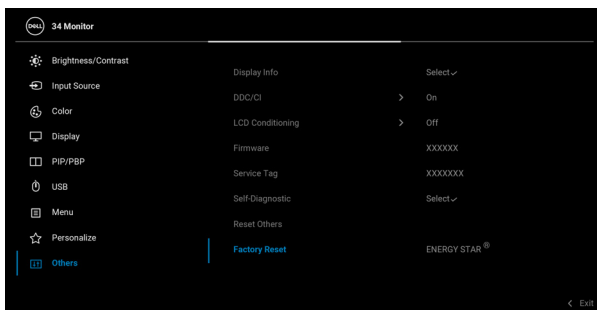 DELL 34 Monitor
Brightness/Contrast
Input Source
Color
Display
PIP/PBP
USB
Menu
Personalize
Others
Display Info Select✓
DDC/CI > On
LCD Conditioning > Off
Firmware XXXXXX
Service Tag XXXXXXX
Self-Diagnostic Select✓
Reset Others
Factory Reset ENERGY STAR ®
< Exit